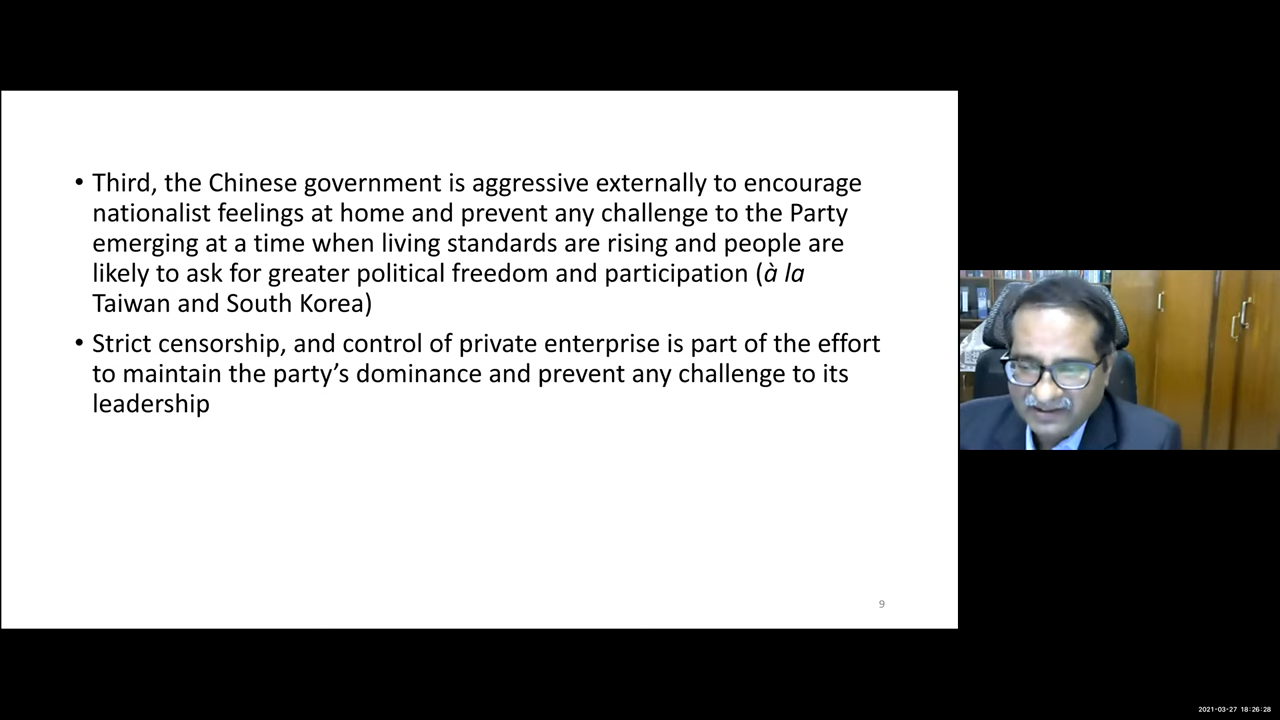 • Third, the Chinese government is aggressive externally to encourage
nationalist feelings at home and prevent any challenge to the Party
emerging at a time when living standards are rising and people are
likely to ask for greater political freedom and participation (à la
Taiwan and South Korea)
• Strict censorship, and control of private enterprise is part of the effort
to maintain the party’s dominance and prevent any challenge to its
leadership
9
2021-03-27 18:26:28